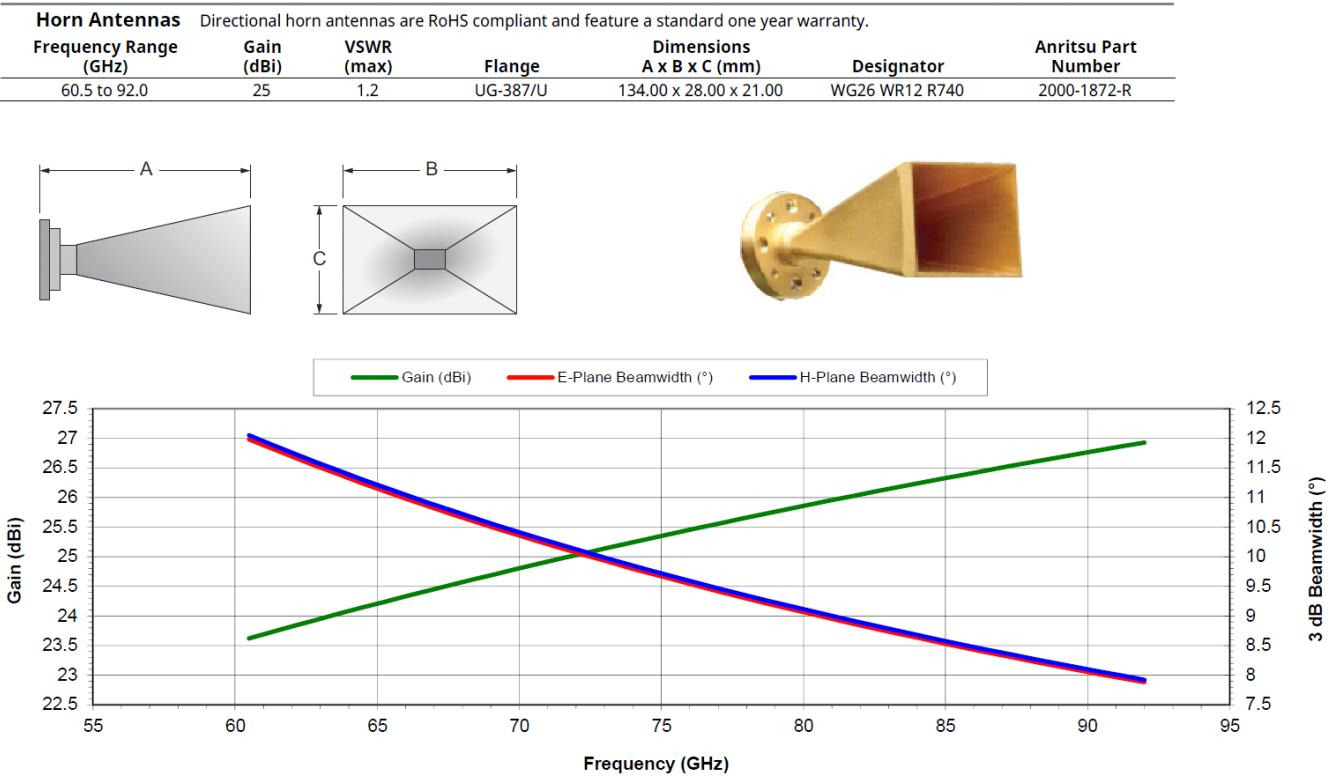 Horn Antennas Directional horn antennas are RoHS compliant and feature a standard one year warranty.
Frequency Range Gain VSWR Dimensions Anritsu Part
(GHz) (dBi) (max) Flange A x B x C (mm) Designator Number
60.5 to 92.0 25 1.2 UG-387/U 134.00 x 28.00 x 21.00 WG26 WR12 R740 2000-1872-R
A
B
C
Gain (dBi) E-Plane Beamwidth (°) H-Plane Beamwidth (°)
27.5 12.5
27 12
26.5 11.5
26 11
25.5 10.5
25 10
24.5 9.5
24 9
23.5 8.5
23 8
22.5 7.5
Gain (dBi)
3 dB Beamwidth (°)
55 60 65 70 75 80 85 90 95
Frequency (GHz)